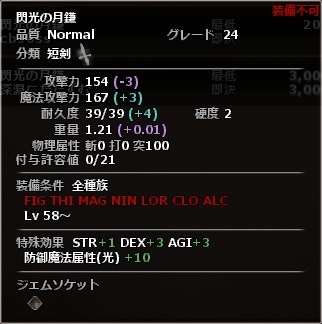 装備不可
閃光の月鎌
品質 Normal グレード 24
分類 短剣
攻撃力 154 (-3)
魔法攻撃力 167 (+3)
耐久度 39/39 (+4) 硬度 2
重量 1.21 (+0.01)
物理属性 斬0 打0 突100
付与許容値 0/21
装備条件 全種族
FIG THI MAG NIN LOR CLO ALC
Lv 58～
特殊効果 STR+1 DEX+3 AGI+3
防御魔法属性(光) +10
ジェムソケット